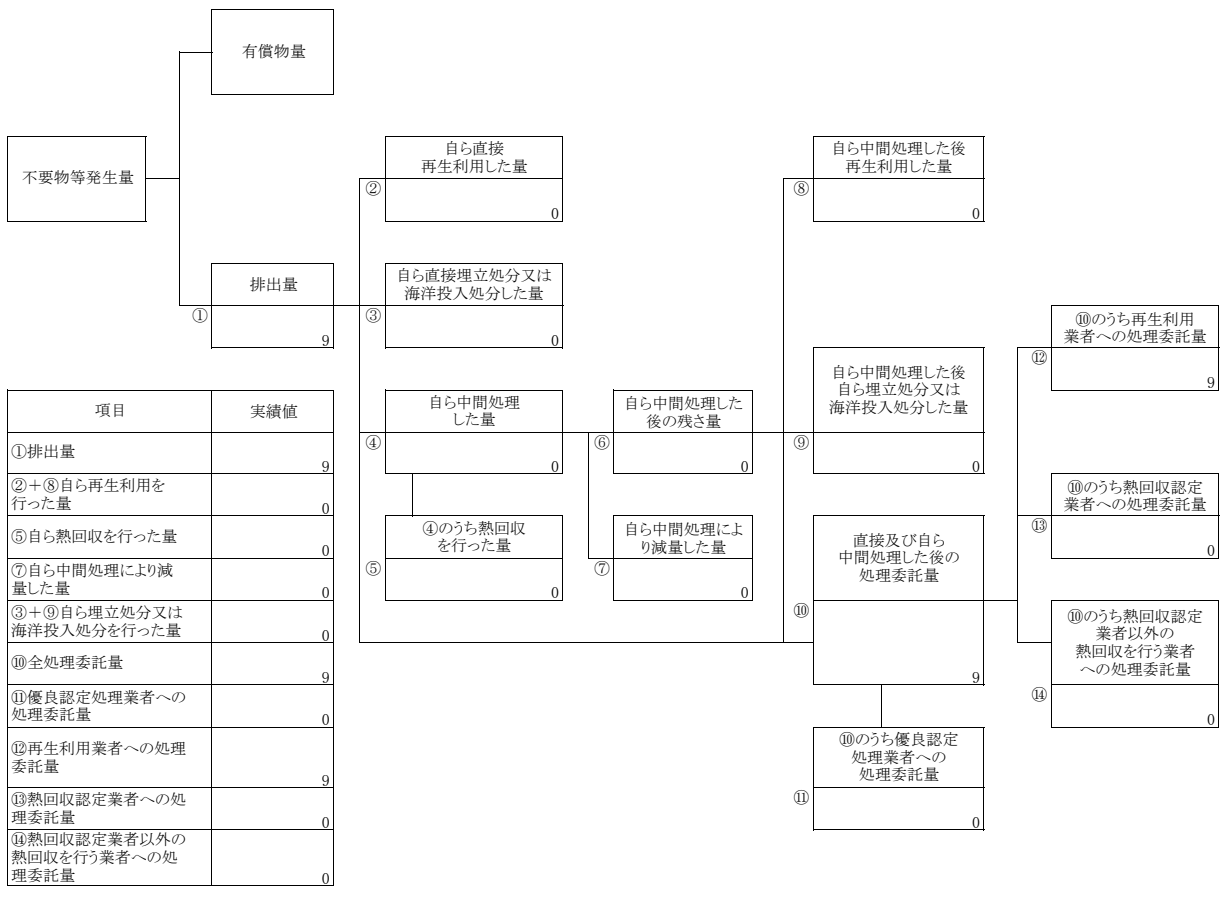 有償物量
不要物等発生量
自ら直接
再生利用した量
②
0
自ら中間処理した後
再生利用した量
⑧
0
排出量
①
9
自ら直接埋立処分又は
海洋投入処分した量
③
0
⑩のうち再生利用
業者への処理委託量
⑫
9
自ら中間処理
した量
④
0
自ら中間処理した
後の残さ量
⑥
0
自ら中間処理した後
自ら埋立処分又は
海洋投入処分した量
⑨
0
⑩のうち熱回収認定
業者への処理委託量
⑬
0
④のうち熱回収
を行った量
⑤
0
自ら中間処理によ
り減量した量
⑦
0
直接及び自ら
中間処理した後の
処理委託量
⑩
9
⑩のうち熱回収認定
業者以外の
熱回収を行う業者
への処理委託量
⑭
0
⑩のうち優良認定
処理業者への
処理委託量
⑪
0
項目 実績値
①排出量
9
②＋⑧自ら再生利用を
行った量
0
⑤自ら熱回収を行った量
0
⑦自ら中間処理により減
量した量
0
③＋⑨自ら埋立処分又は
海洋投入処分を行った量
0
⑩全処理委託量
9
⑪優良認定処理業者への
処理委託量
0
⑫再生利用業者への処理
委託量
9
⑬熱回収認定業者への処
理委託量
0
⑭熱回収認定業者以外の
熱回収を行う業者への処
理委託量
0